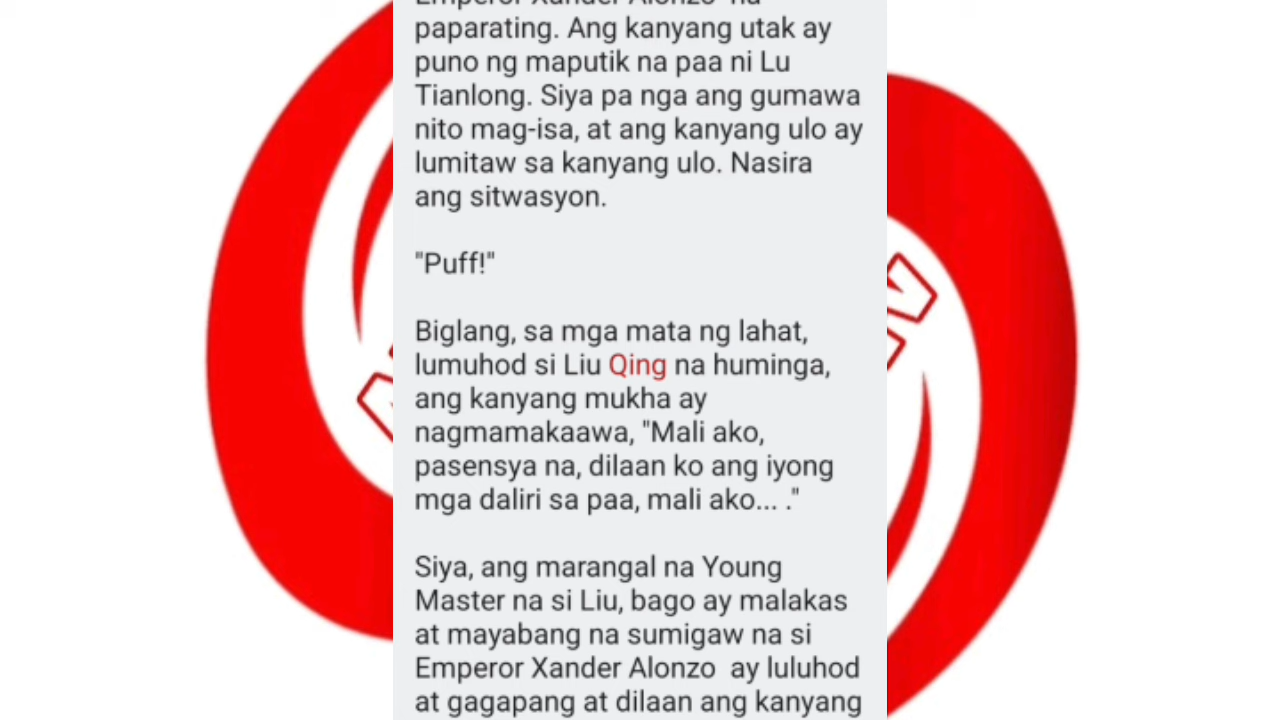 Emperor Xander Alonzo na
paparating. Ang kanyang utak ay
puno ng maputik na paa ni Lu
Tianlong. Siya pa nga ang gumawa
nito mag-isa, at ang kanyang ulo ay
lumitaw sa kanyang ulo. Nasira
ang sitwasyon.
"Puff!"
Biglang, sa mga mata ng lahat,
lumuhod si Liu Qing na huminga,
ang kanyang mukha ay
nagmamakaawa, "Mali ako,
pasensya na, dilaan ko ang iyong
mga daliri sa paa, mali ako... ."
Siya, ang marangal na Young
Master na si Liu, bago ay malakas
at mayabang na sumigaw na si
Emperor Xander Alonzo  ay luluhod
at gagapang at dilaan ang kanyang